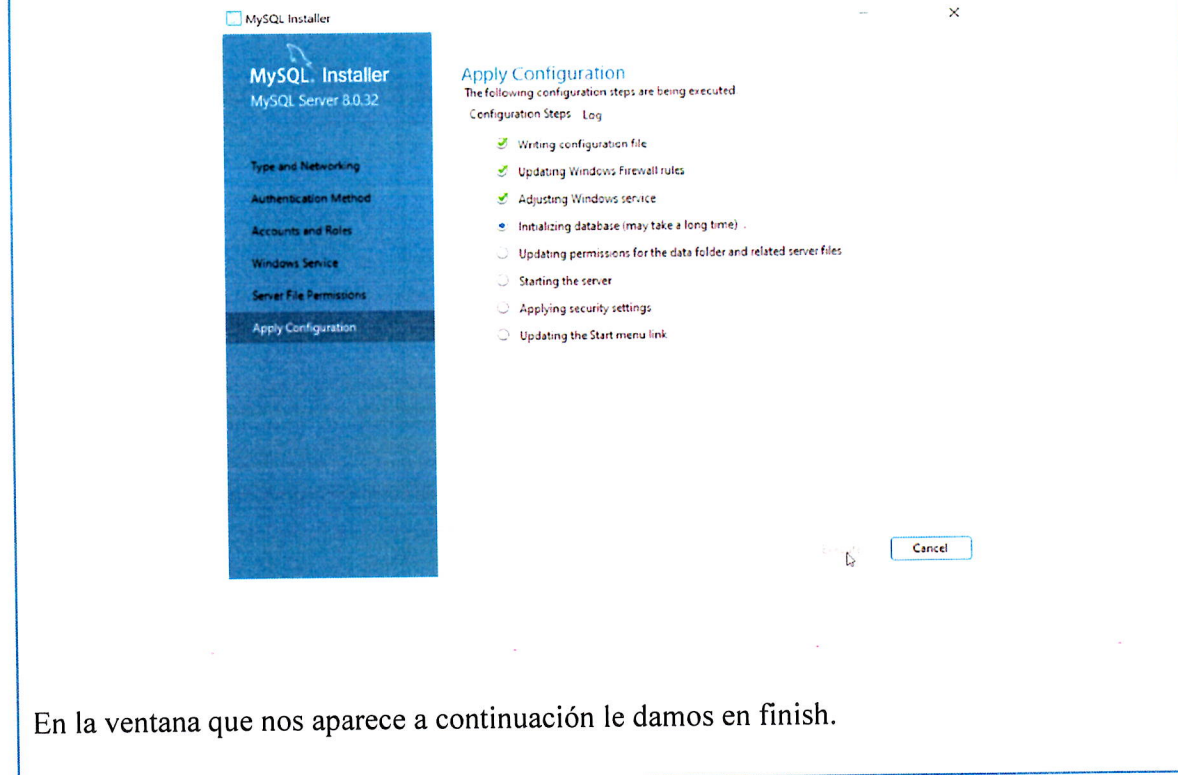 MySQL Installer
MySQL. Installer
MySQL Server 8.0.32
Type and Networking
Authentication Method
Accounts and Roles
Windows Service
Server File Permissions
Apply Configuration
Apply Configuration
The following configuration steps are being executed
Configuration Steps Log
Writing configuration file
Updating Windows Firewall rules
Adjusting Windows service
Initializing database (may take a long time) .
Updating permissions for the data folder and related server files
Starting the server
Applying security settings
Updating the Start menu link
Cancel
En la ventana que nos aparece a continuación le damos en finish.